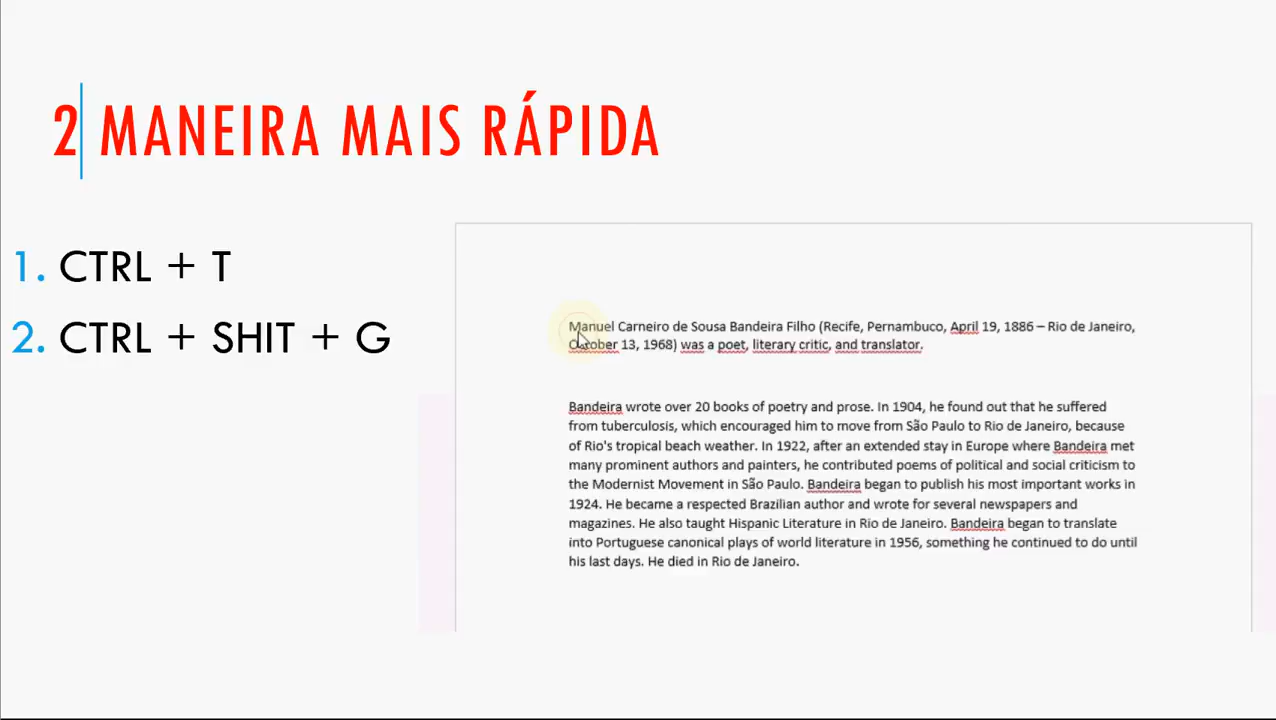 2 MANEIRA MAIS RÁPIDA
1. CTRL + T
2. CTRL + SHIT + G
Manuel Carneiro de Sousa Bandeira Filho (Recife, Pernambuco, April 19, 1886 – Rio de Janeiro,
October 13, 1968) was a poet, literary critic, and translator.
Bandeira wrote over 20 books of poetry and prose. In 1904, he found out that he suffered
from tuberculosis, which encouraged him to move from São Paulo to Rio de Janeiro, because
of Rio's tropical beach weather. In 1922, after an extended stay in Europe where Bandeira met
many prominent authors and painters, he contributed poems of political and social criticism to
the Modernist Movement in São Paulo. Bandeira began to publish his most important works in
1924. He became a respected Brazilian author and wrote for several newspapers and
magazines. He also taught Hispanic Literature in Rio de Janeiro. Bandeira began to translate
into Portuguese canonical plays of world literature in 1956, something he continued to do until
his last days. He died in Rio de Janeiro.